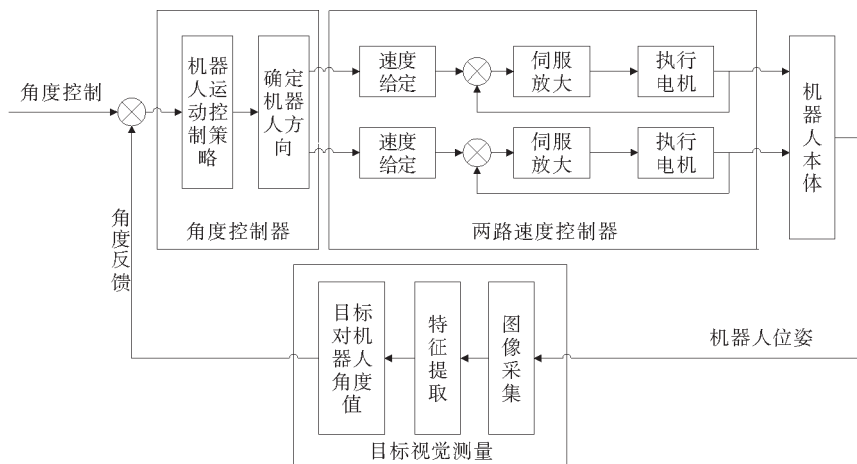 角度控制
机器
人运
动控
制策
略
确定
机器
人方
向
角度控制器
速度
给定
伺服
放大
执行
电机
速度
给定
伺服
放大
执行
电机
两路速度控制器
机器人本体
角度反馈
目标
对机
器人
角度
值
特征提取
图像采集
目标视觉测量
机器人位姿